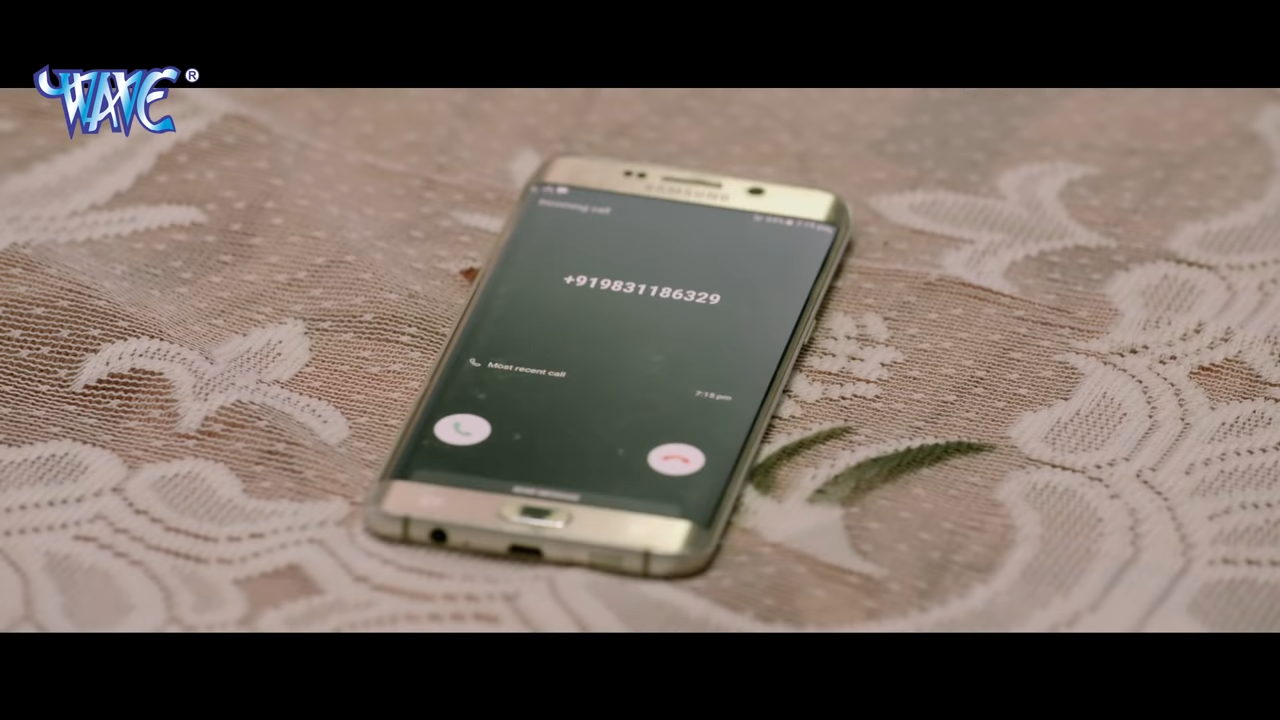 WAVE ®
SAMSUNG
Incoming call
+919831186329
Most recent call
7:15 pm